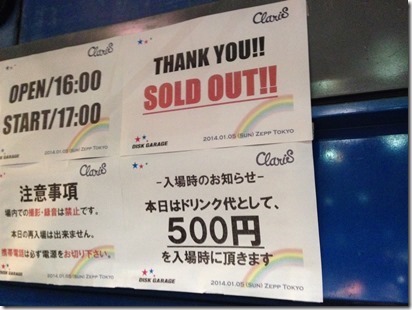 ClariS
OPEN/16:00
START/17:00
DISK GARAGE
2014.01.05 (SUN) ZEPP TOKYO
ClariS
THANK YOU!!
SOLD OUT!!
DISK GARAGE
2014.01.05 (SUN) ZEPP TOKYO
ClariS
注意事項
場内での撮影・録音は禁止です。
本日の再入場は出来ません。
携帯電話は必ず電源をお切り下さい。
2014.01.05 (SUN) ZEPP TOKYO
ClariS
-入場時のお知らせ-
本日はドリンク代として、
500円
を入場時に頂きます
DISK GARAGE
2014.01.05 (SUN) ZEPP TOKYO